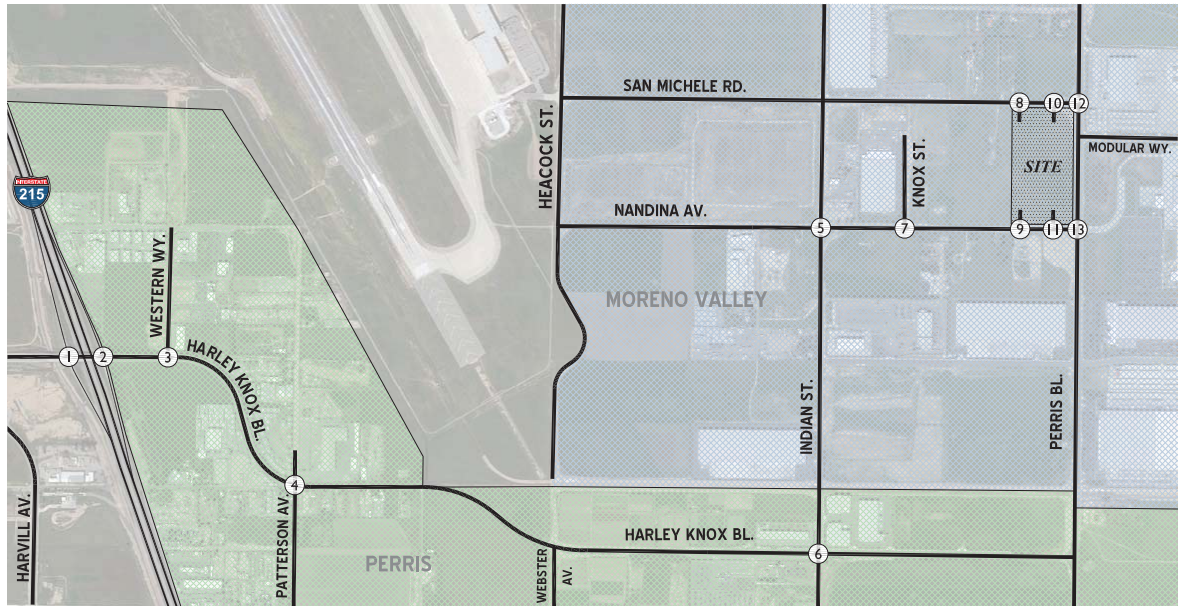 SAN MICHELE RD.
8
10
12
MODULAR WY.
SITE
KNOX ST.
HEACOCK ST.
INTERSTATE
215
NANDINA AV.
5
7
9
11
13
WESTERN WY.
MORENO VALLEY
1
2
3
HARLEY KNOX BL.
INDIAN ST.
PERRIS BL.
4
HARVILL AV.
PATTERSON AV.
PERRIS
WEBSTER
AV.
HARLEY KNOX BL.
6